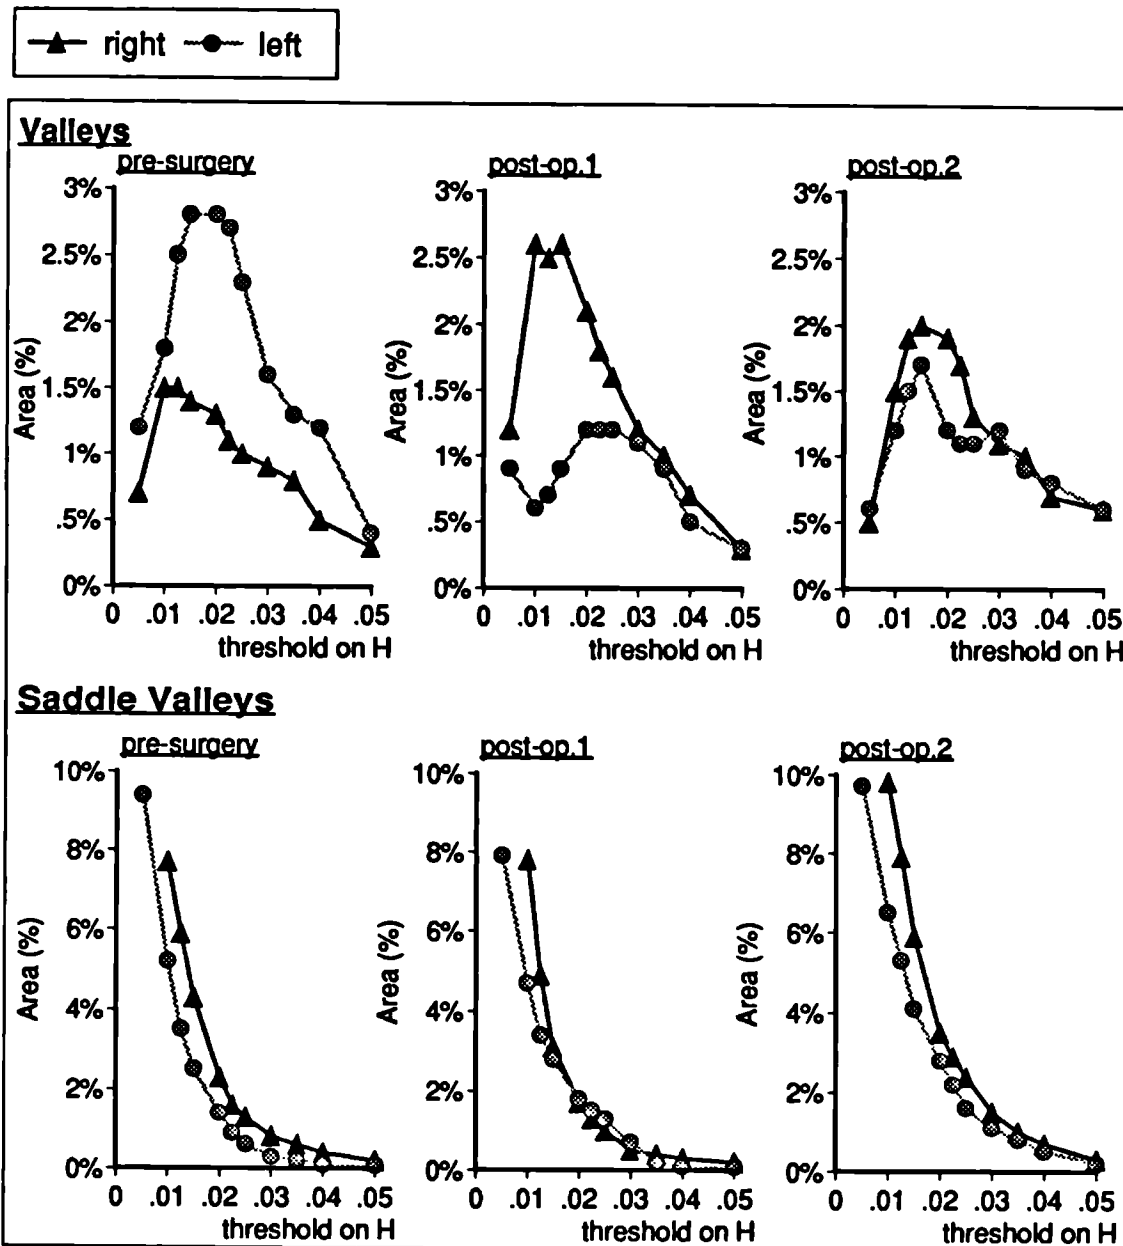 right left
Valleys
pre-surgery post-op.1 post-op.2
3% 3% 3%
2.5% 2.5% 2.5%
2% 2% 2%
1.5% 1.5% 1.5%
1% 1% 1%
.5% .5% .5%
0% 0% 0%
Area (%) Area (%) Area (%)
0 .01 .02 .03 .04 .05 0 .01 .02 .03 .04 .05 0 .01 .02 .03 .04 .05
threshold on H threshold on H threshold on H
Saddle Valleys
pre-surgery post-op.1 post-op.2
10% 10% 10%
8% 8% 8%
6% 6% 6%
4% 4% 4%
2% 2% 2%
0% 0% 0%
Area (%) Area (%) Area (%)
0 .01 .02 .03 .04 .05 0 .01 .02 .03 .04 .05 0 .01 .02 .03 .04 .05
threshold on H threshold on H threshold on H